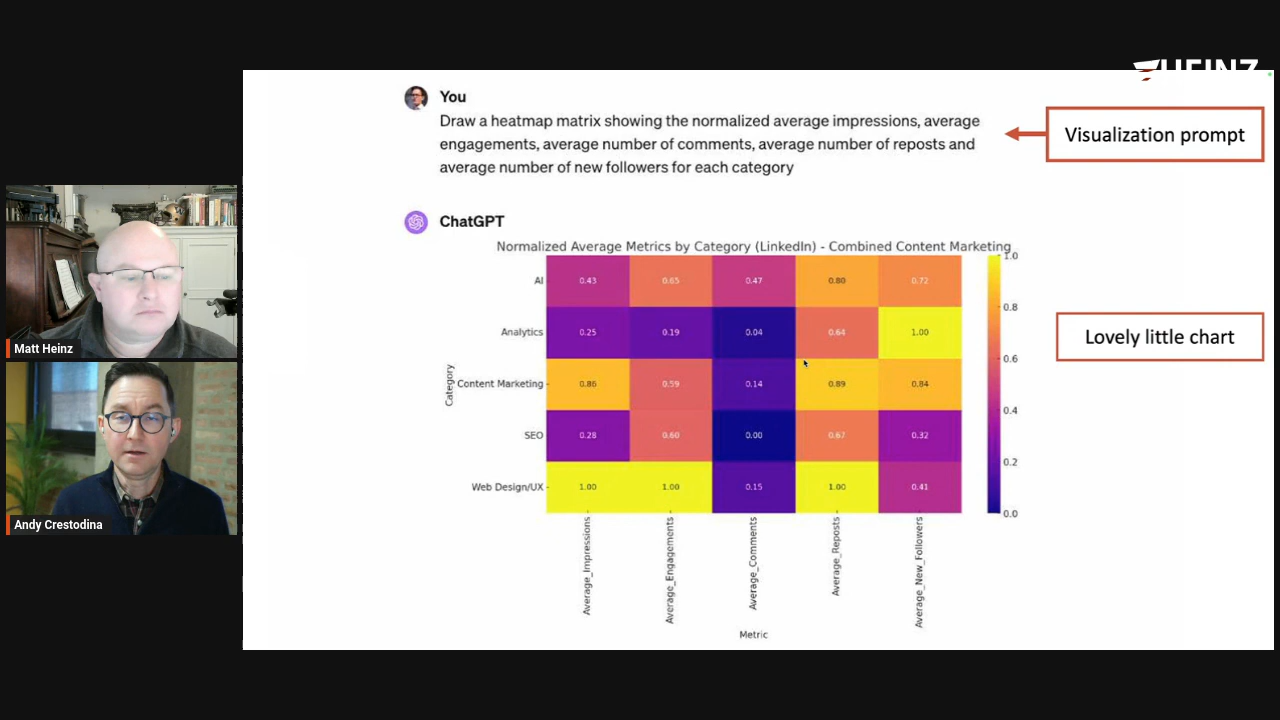 HEINZ
You
Draw a heatmap matrix showing the normalized average impressions, average
engagements, average number of comments, average number of reposts and
average number of new followers for each category
Visualization prompt
ChatGPT
Normalized Average Metrics by Category (LinkedIn) - Combined Content Marketing
AI 0.43 0.65 0.47 0.80 0.72
Analytics 0.25 0.19 0.04 0.64 1.00
Content Marketing 0.86 0.59 0.14 0.89 0.84
SEO 0.28 0.60 0.00 0.67 0.32
Web Design/UX 1.00 1.00 0.15 1.00 0.41
Category
Average_Impressions
Average_Engagements
Average_Comments
Average_Reposts
Average_New_Followers
Metric
1.0
0.8
0.6
0.4
0.2
0.0
Lovely little chart
Matt Heinz
Andy Crestodina